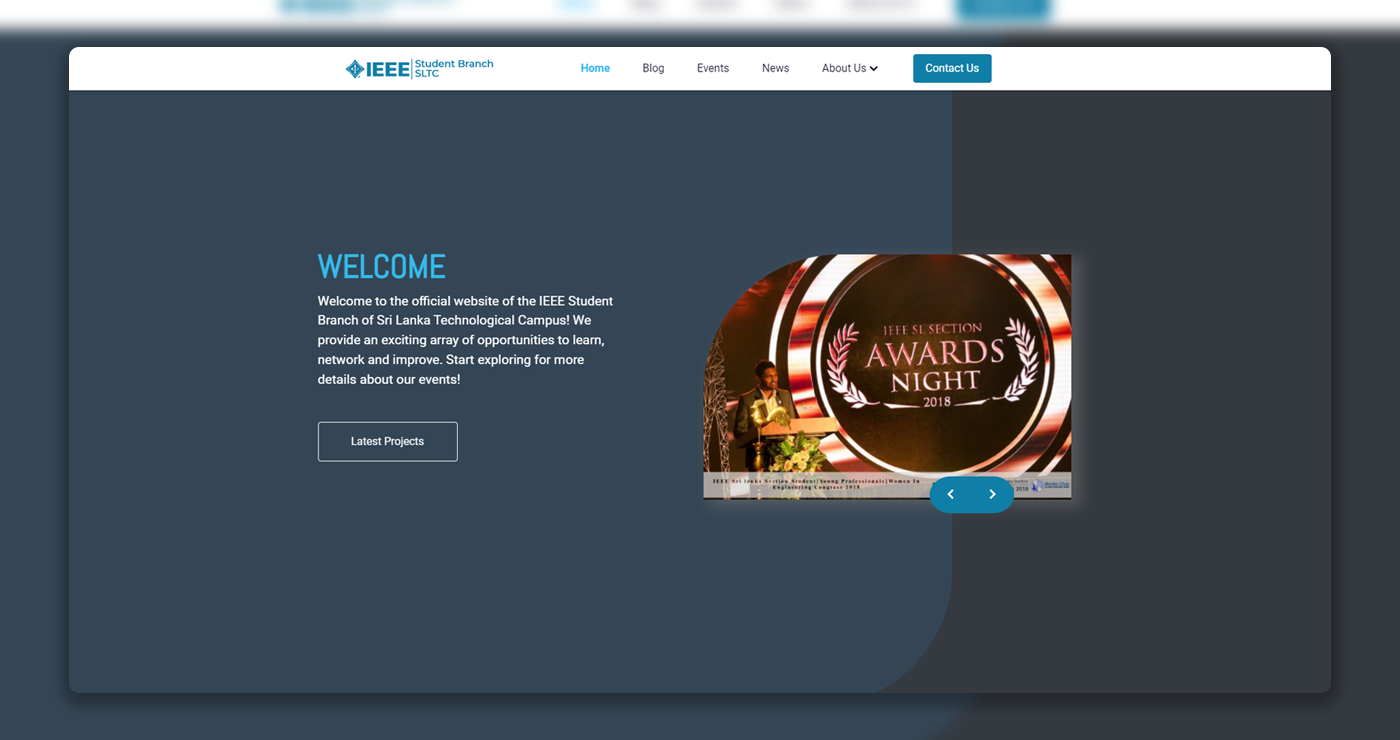 IEEE Student Branch
SLTC
Home Blog Events News About Us Contact Us
WELCOME
Welcome to the official website of the IEEE Student
Branch of Sri Lanka Technological Campus! We
provide an exciting array of opportunities to learn,
network and improve. Start exploring for more
details about our events!
Latest Projects
IEEE SL SECTION
AWARDS
NIGHT
2018
IEEE Sri lanka Section Student|Young Professionals|Women In
Engineering Congress 2018
2018
Media Club